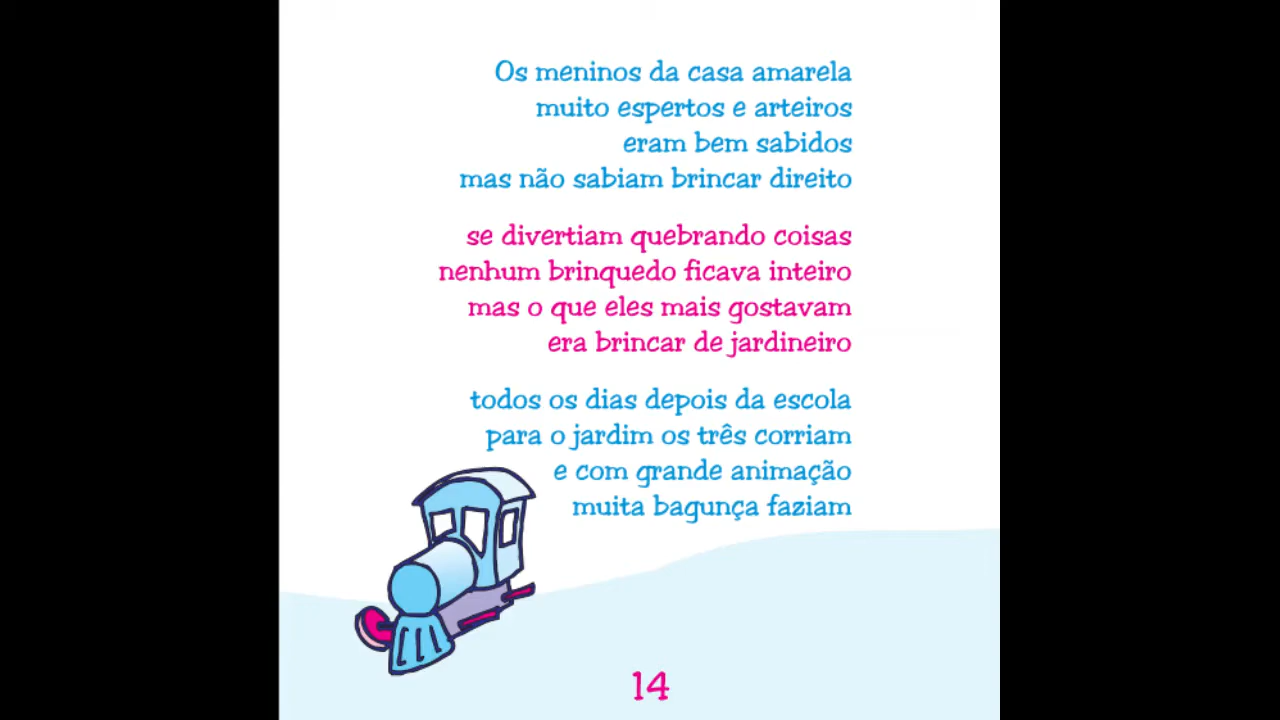 Os meninos da casa amarela
muito espertos e arteiros
eram bem sabidos
mas não sabiam brincar direito
se divertiam quebrando coisas
nenhum brinquedo ficava inteiro
mas o que eles mais gostavam
era brincar de jardineiro
todos os dias depois da escola
para o jardim os três corriam
e com grande animação
muita bagunça faziam
14